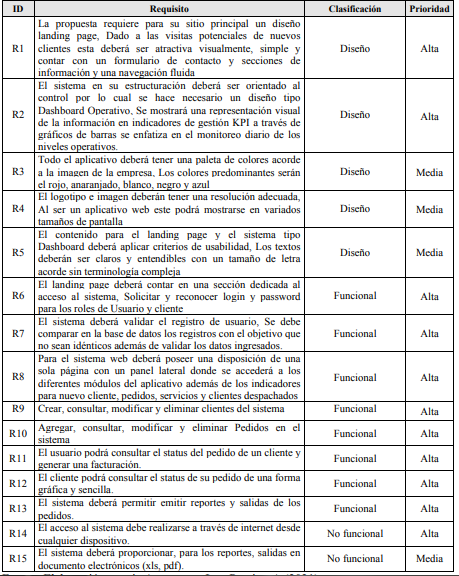 ID Requisito Clasificación Prioridad
R1 La propuesta requiere para su sitio principal un diseño
landing page, Dado a las visitas potenciales de nuevos
clientes esta deberá ser atractiva visualmente, simple y
contar con un formulario de contacto y secciones de
información y una navegación fluida
Diseño Alta
R2 El sistema en su estructuración deberá ser orientado al
control por lo cual se hace necesario un diseño tipo
Dashboard Operativo, Se mostrará una representación visual
de la información en indicadores de gestión KPI a través de
gráficos de barras se enfatiza en el monitoreo diario de los
niveles operativos.
Diseño Alta
R3 Todo el aplicativo deberá tener una paleta de colores acorde
a la imagen de la empresa, Los colores predominantes serán
el rojo, anaranjado, blanco, negro y azul
Diseño Media
R4 El logotipo e imagen deberán tener una resolución adecuada,
Al ser un aplicativo web este podrá mostrarse en variados
tamaños de pantalla
Diseño Media
R5 El contenido para el landing page y el sistema tipo
Dashboard deberá aplicar criterios de usabilidad, Los textos
deberán ser claros y entendibles con un tamaño de letra
acorde sin terminología compleja
Diseño Media
R6 El landing page deberá contar en una sección dedicada al
acceso al sistema, Solicitar y reconocer login y password
para los roles de Usuario y cliente
Funcional Alta
R7 El sistema deberá validar el registro de usuario, Se debe
comparar en la base de datos los registros con el objetivo que
no sean idénticos además de validar los datos ingresados.
Funcional Alta
R8 Para el sistema web deberá poseer una disposición de una
sola página con un panel lateral donde se accederá a los
diferentes módulos del aplicativo además de los indicadores
para nuevo cliente, pedidos, servicios y clientes despachados
Funcional Alta
R9 Crear, consultar, modificar y eliminar clientes del sistema Funcional Alta
R10 Agregar, consultar, modificar y eliminar Pedidos en el
sistema
Funcional Alta
R11 El usuario podrá consultar el status del pedido de un cliente y
generar una facturación.
Funcional Alta
R12 El cliente podrá consultar el status de su pedido de una forma
gráfica y sencilla.
Funcional Alta
R13 El sistema deberá permitir emitir reportes y salidas de los
pedidos.
Funcional Alta
R14 El acceso al sistema debe realizarse a través de internet desde
cualquier dispositivo.
No funcional Alta
R15 El sistema deberá proporcionar, para los reportes, salidas en
documento electrónicos (xls, pdf).
No funcional Media